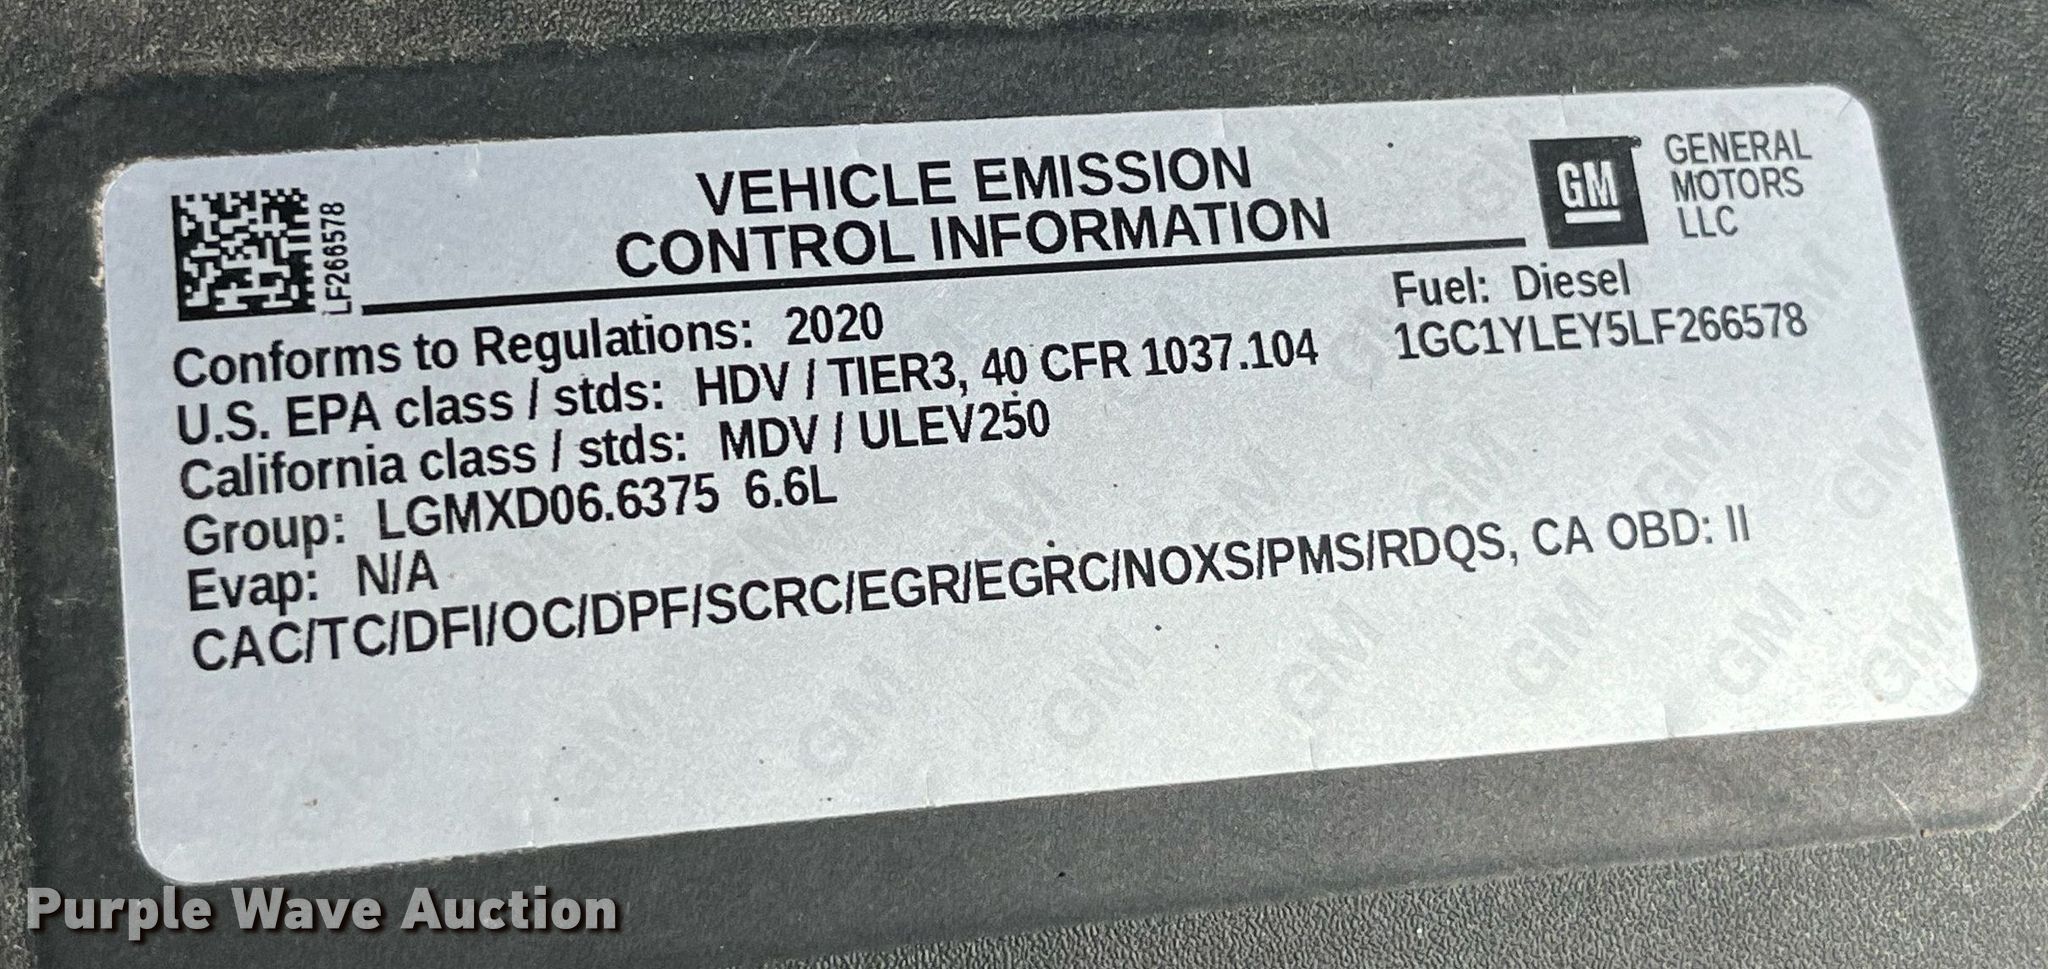 LF266578
VEHICLE EMISSION
CONTROL INFORMATION
GM
GENERAL
MOTORS
LLC
Conforms to Regulations: 2020
Fuel: Diesel
U.S. EPA class / stds: HDV / TIER3, 40 CFR 1037.104
1GC1YLEY5LF266578
California class / stds: MDV / ULEV250
Group: LGMXD06.6375 6.6L
Evap: N/A
CAC/TC/DFI/OC/DPF/SCRC/EGR/EGRC/NOXS/PMS/RDQS, CA OBD: II
Purple Wave Auction